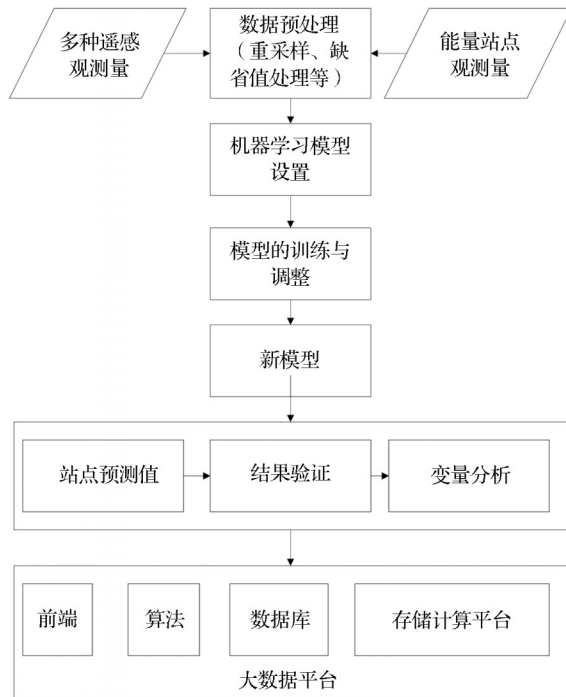 多种遥感
观测量
数据预处理
（重采样、缺
省值处理等）
能量站点
观测量
机器学习模型
设置
模型的训练与
调整
新模型
站点预测值
结果验证
变量分析
前端
算法
数据库
存储计算平台
大数据平台